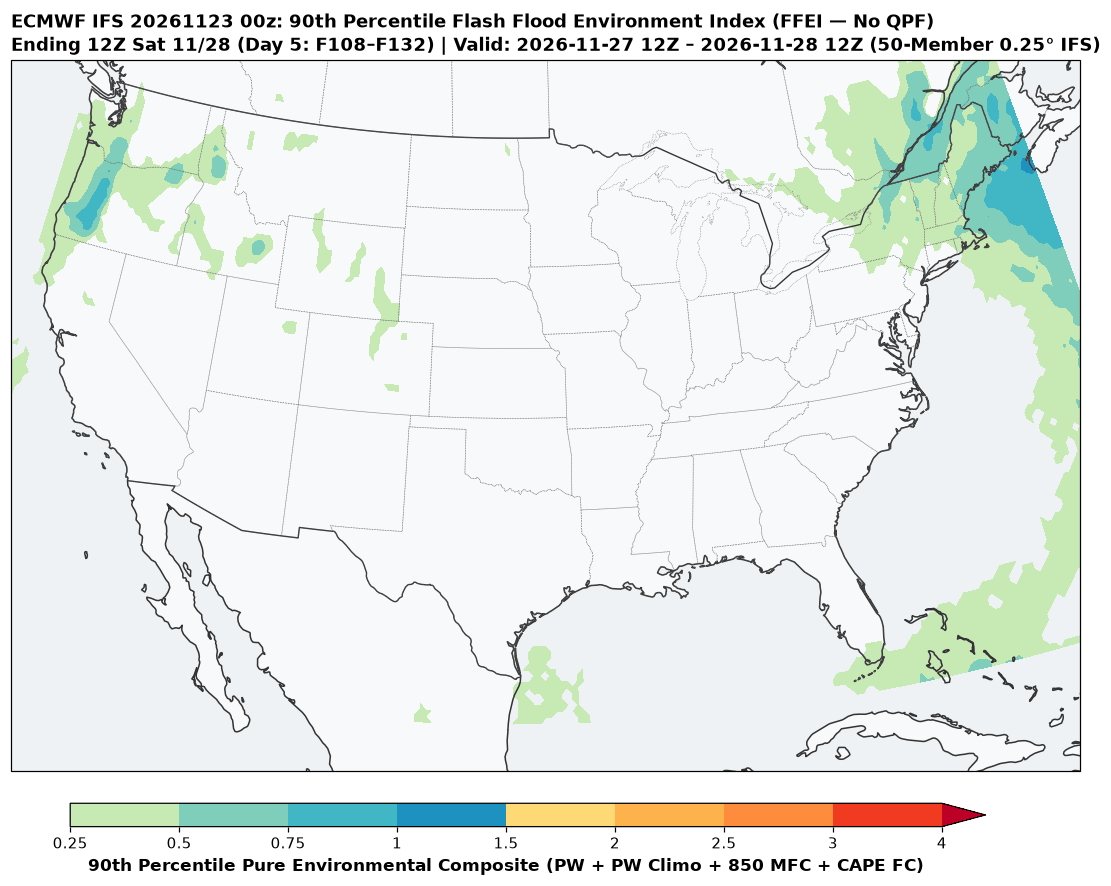 ECMWF IFS 20261123 00z: 90th Percentile Flash Flood Environment Index (FFEI — No QPF)
Ending 12Z Sat 11/28 (Day 5: F108–F132) | Valid: 2026-11-27 12Z – 2026-11-28 12Z (50-Member 0.25° IFS)
0.25 0.5 0.75 1 1.5 2 2.5 3 4
90th Percentile Pure Environmental Composite (PW + PW Climo + 850 MFC + CAPE FC)